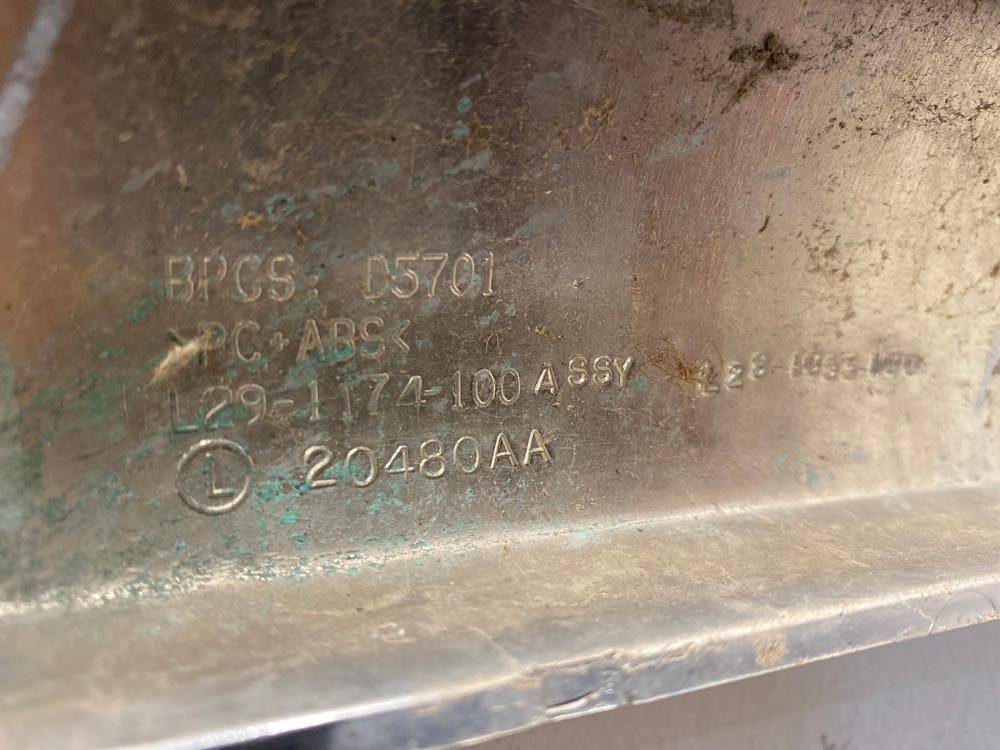 BPCS: D5701
>PC+ABS<
L29-1174-100 ASSY
L 20480AA